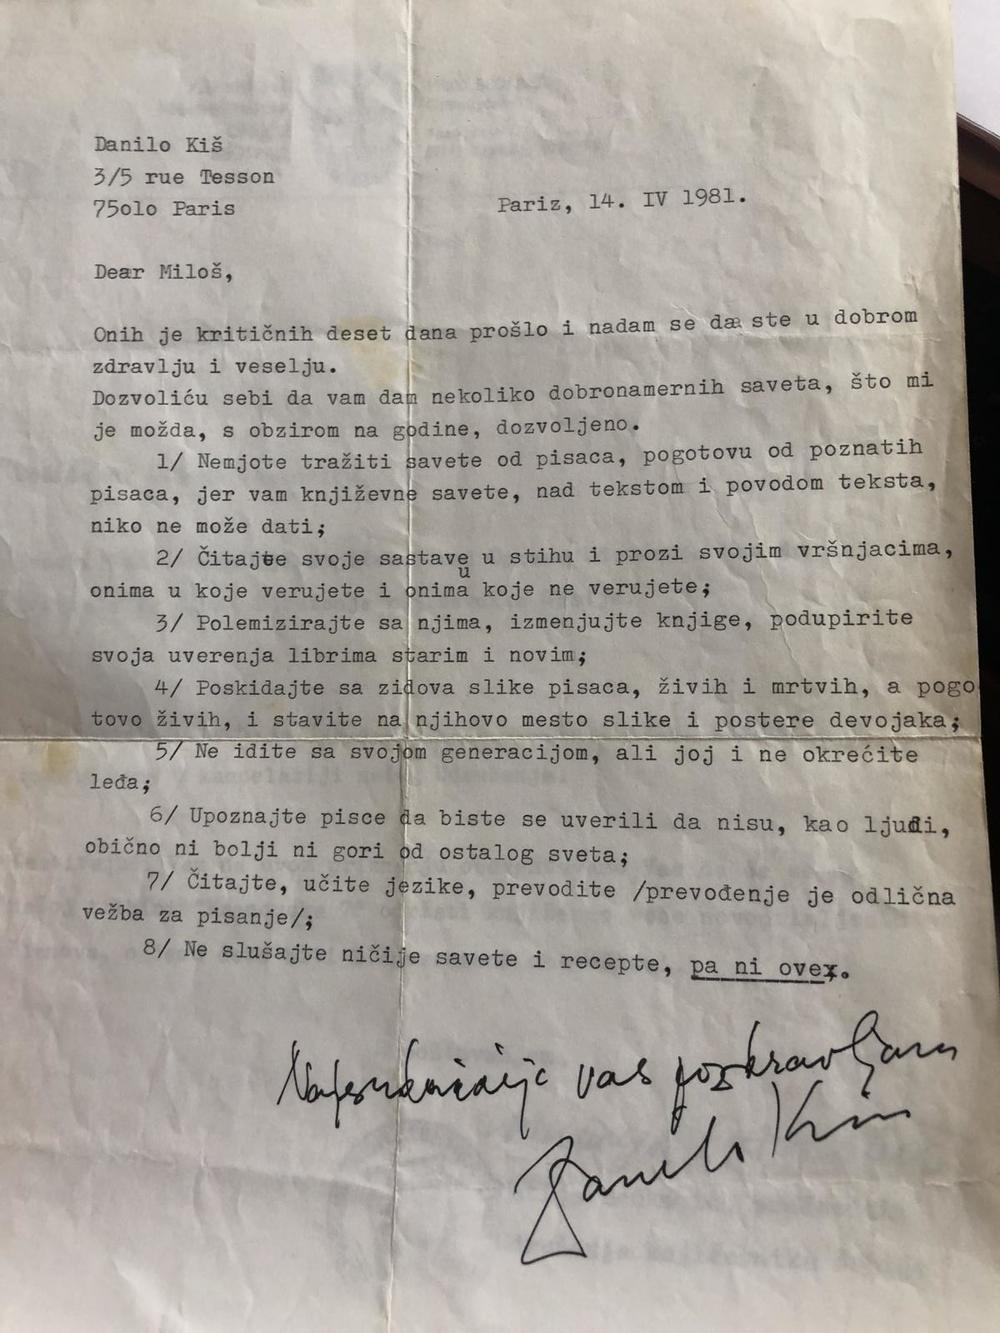 Danilo Kiš
3/5 rue Tesson
75olo Paris
Pariz, 14. IV 1981.
Dear Miloš,
Onih je kritičnih deset dana prošlo i nadam se da ste u dobrom
zdravlju i veselju.
Dozvoliću sebi da vam dam nekoliko dobronamernih saveta, što mi
je možda, s obzirom na godine, dozvoljeno.
1/ Nemjote tražiti savete od pisaca, pogotovu od poznatih
pisaca, jer vam književne savete, nad tekstom i povodom teksta,
niko ne može dati;
2/ Čitajte svoje sastave u stihu i prozi svojim vršnjacima,
u
onima u koje verujete i onima koje ne verujete;
3/ Polemizirajte sa njima, izmenjujte knjige, podupirite
svoja uverenja librima starim i novim;
4/ Poskidajte sa zidova slike pisaca, živih i mrtvih, a pogo
tovo živih, i stavite na njihovo mesto slike i postere devojaka;
5/ Ne idite sa svojom generacijom, ali joj i ne okrećite
leđa;
6/ Upoznajte pisce da biste se uverili da nisu, kao ljudi,
obično ni bolji ni gori od ostalog sveta;
7/ Čitajte, učite jezike, prevodite /prevođenje je odlična
vežba za pisanje/;
8/ Ne slušajte ničije savete i recepte, pa ni ove.
Najsrdačnije vas pozdravljam
Danilo Kiš